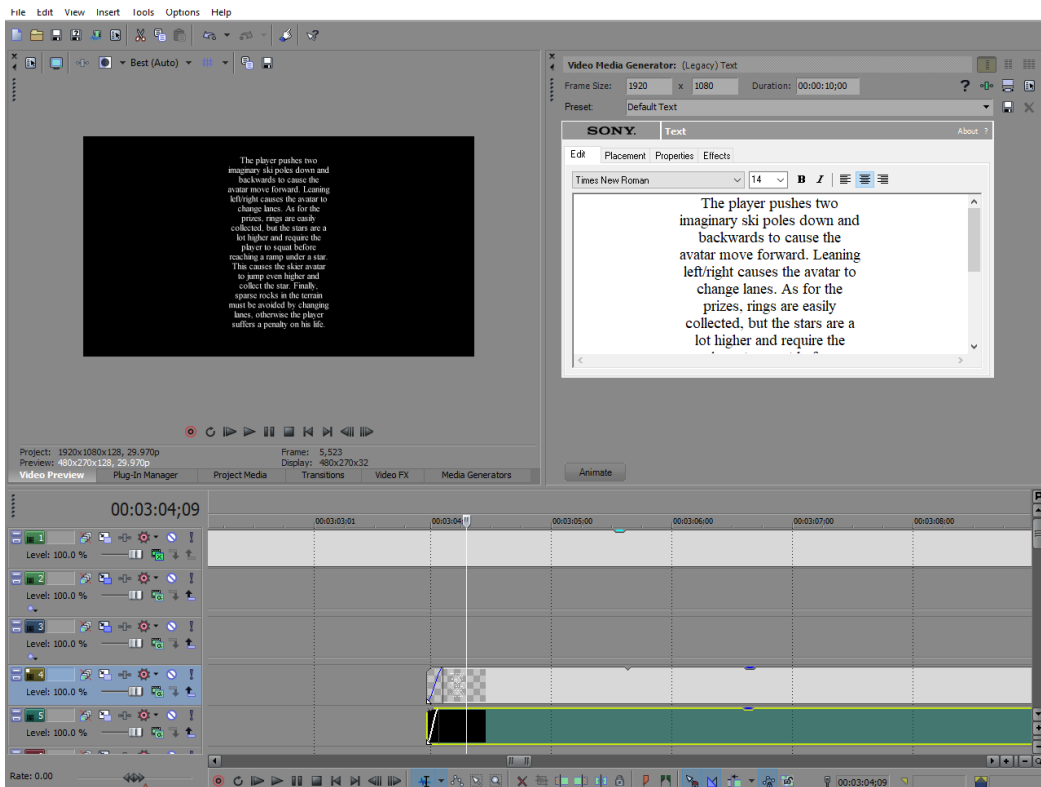 File Edit View Insert Tools Options Help
Best (Auto)
Video Media Generator: (Legacy) Text
Frame Size: 1920 x 1080 Duration: 00:00:10;00
Preset: Default Text
SONY. Text About ?
Edit Placement Properties Effects
Times New Roman 14 B I
The player pushes two
imaginary ski poles down and
backwards to cause the
avatar move forward. Leaning
left/right causes the avatar to
change lanes. As for the
prizes, rings are easily
collected, but the stars are a
lot higher and require the
Animate
The player pushes two
imaginary ski poles down and
backwards to cause the
avatar move forward. Leaning
left/right causes the avatar to
change lanes. As for the
prizes, rings are easily
collected, but the stars are a
lot higher and require the
player to squat before
reaching a ramp under a star.
This causes the skier avatar
to jump even higher and
collect the star. Finally,
sparse rocks in the terrain
must be avoided by changing
lanes, otherwise the player
suffers a penalty on his life.
Project: 1920x1080x128, 29.970p Frame: 5,523
Preview: 480x270x128, 29.970p Display: 480x270x32
Video Preview Plug-In Manager Project Media Transitions Video FX Media Generators
00:03:04;09
00:03:03;01 00:03:04; 00:03:05;00 00:03:06;00 00:03:07;00 00:03:08;00
1
Level: 100.0 %
2
Level: 100.0 %
3
Level: 100.0 %
4
Level: 100.0 %
5
Level: 100.0 %
Rate: 0.00 00:03:04;09